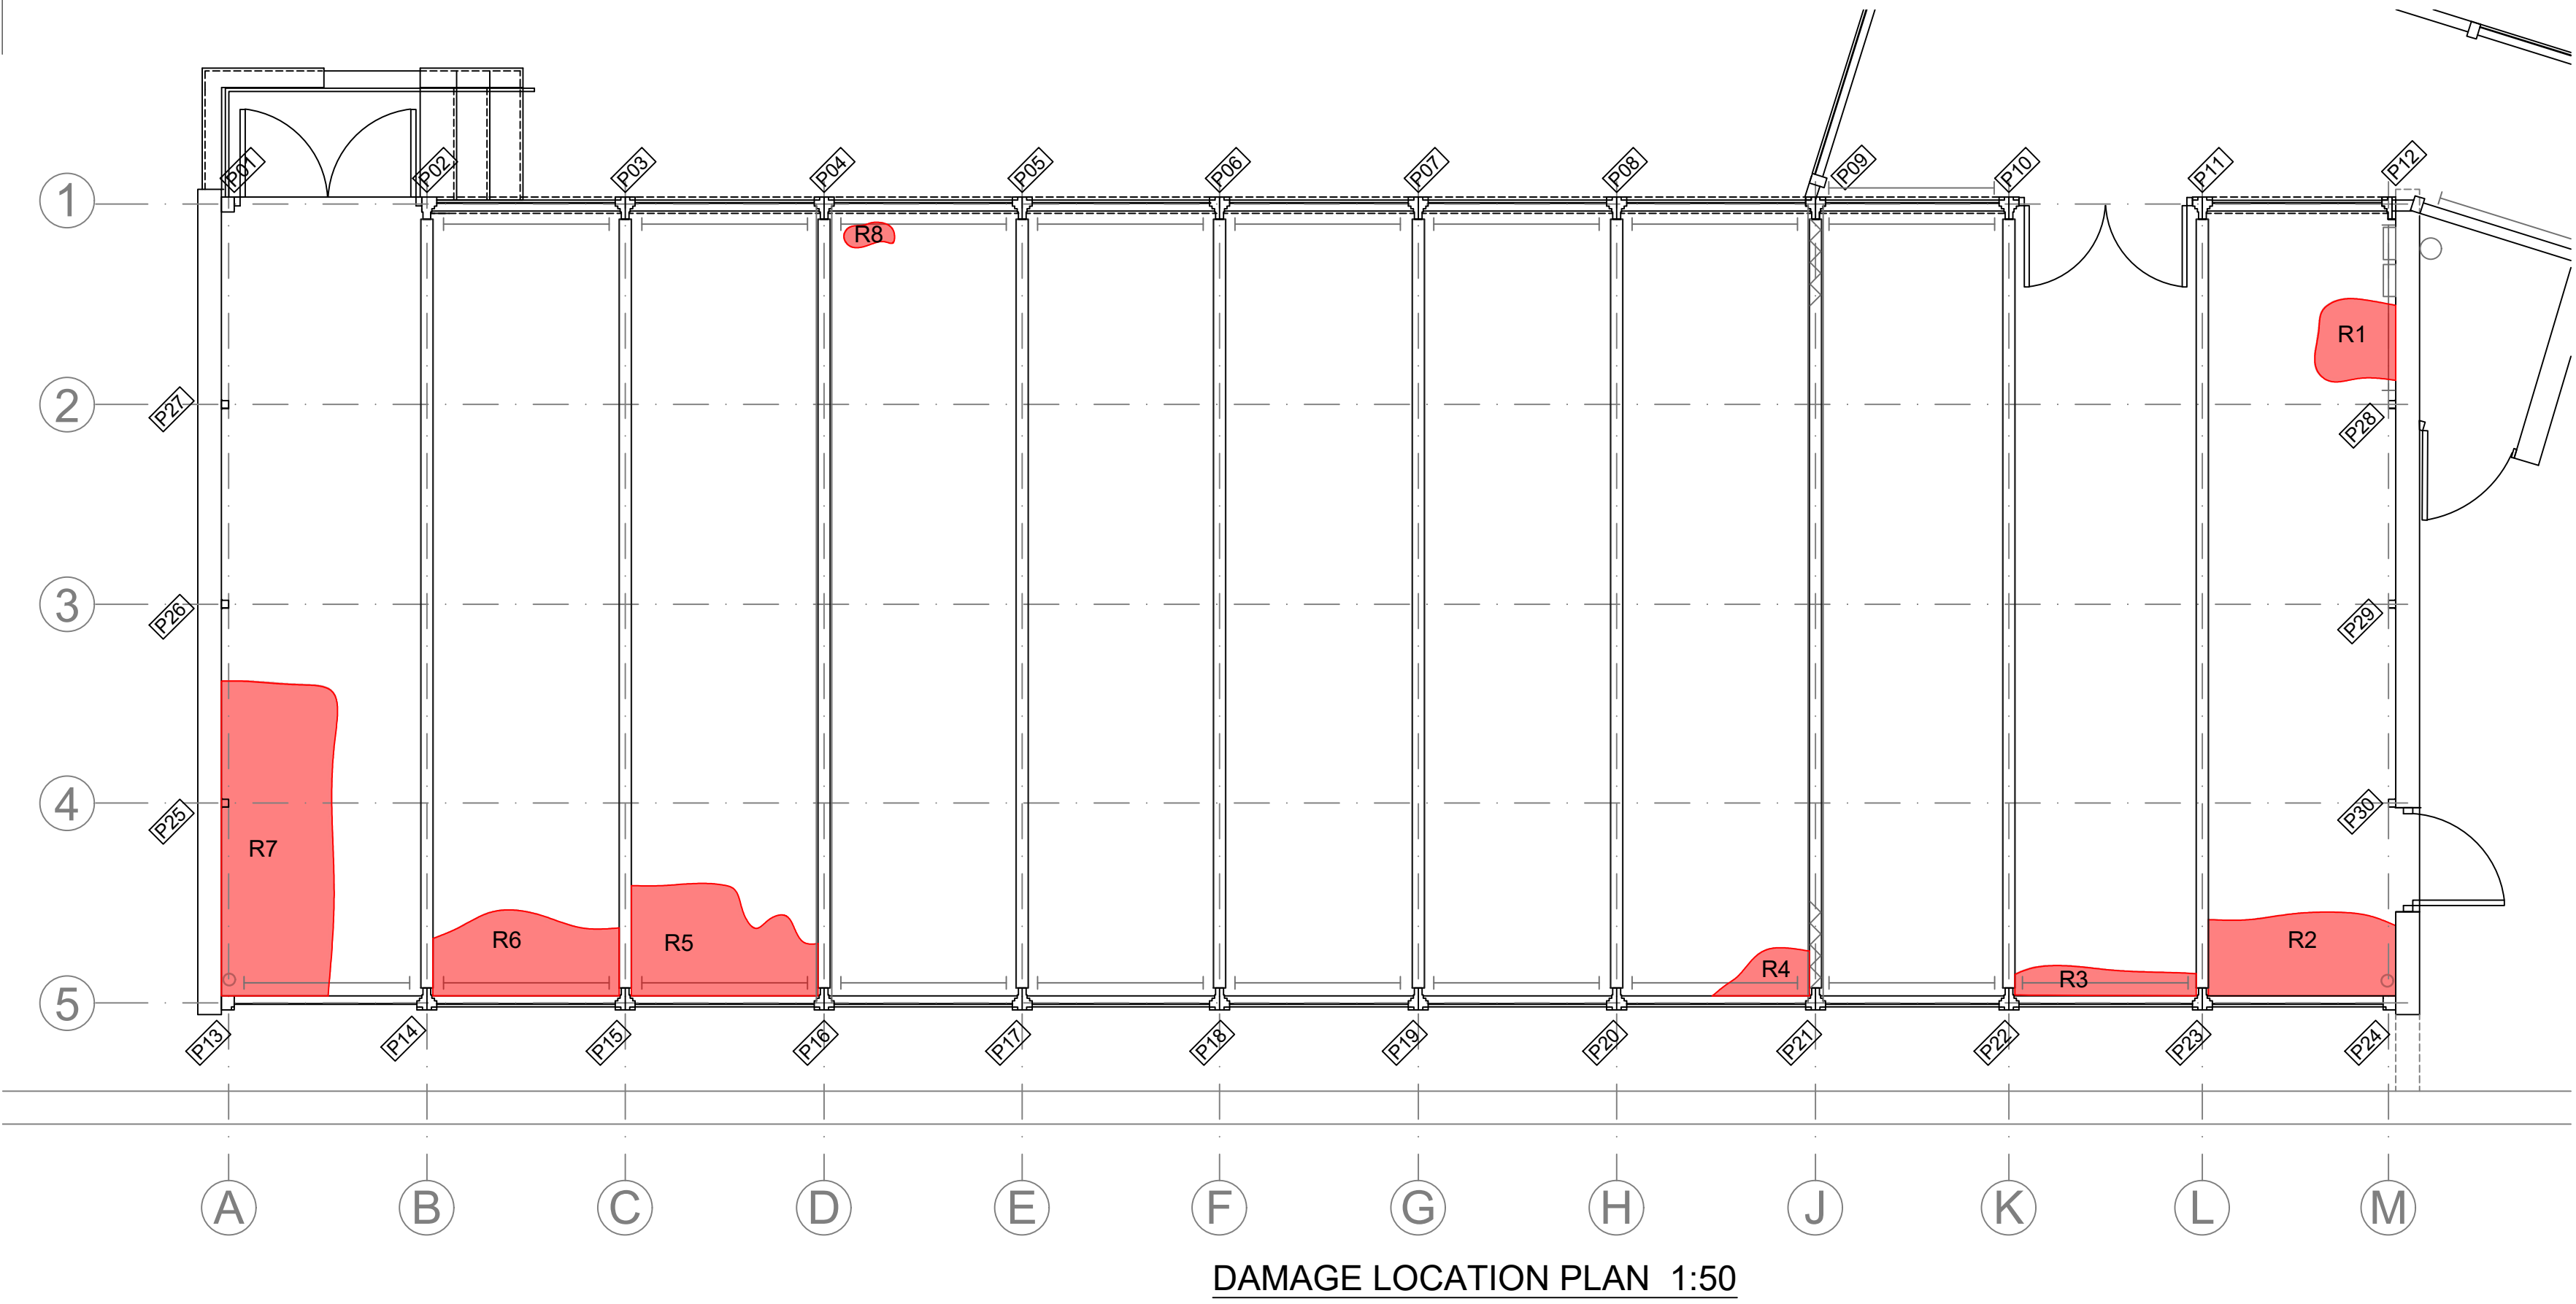 P01 P02 P03 P04 P05 P06 P07 P08 P09 P10 P11 P12
1
R8
R1
2
P27
P28
3
P26
P29
4
P25
P30
R7
R6
R5
R4
R3
R2
5
P13 P14 P15 P16 P17 P18 P19 P20 P21 P22 P23 P24
A B C D E F G H J K L M
DAMAGE LOCATION PLAN 1:50